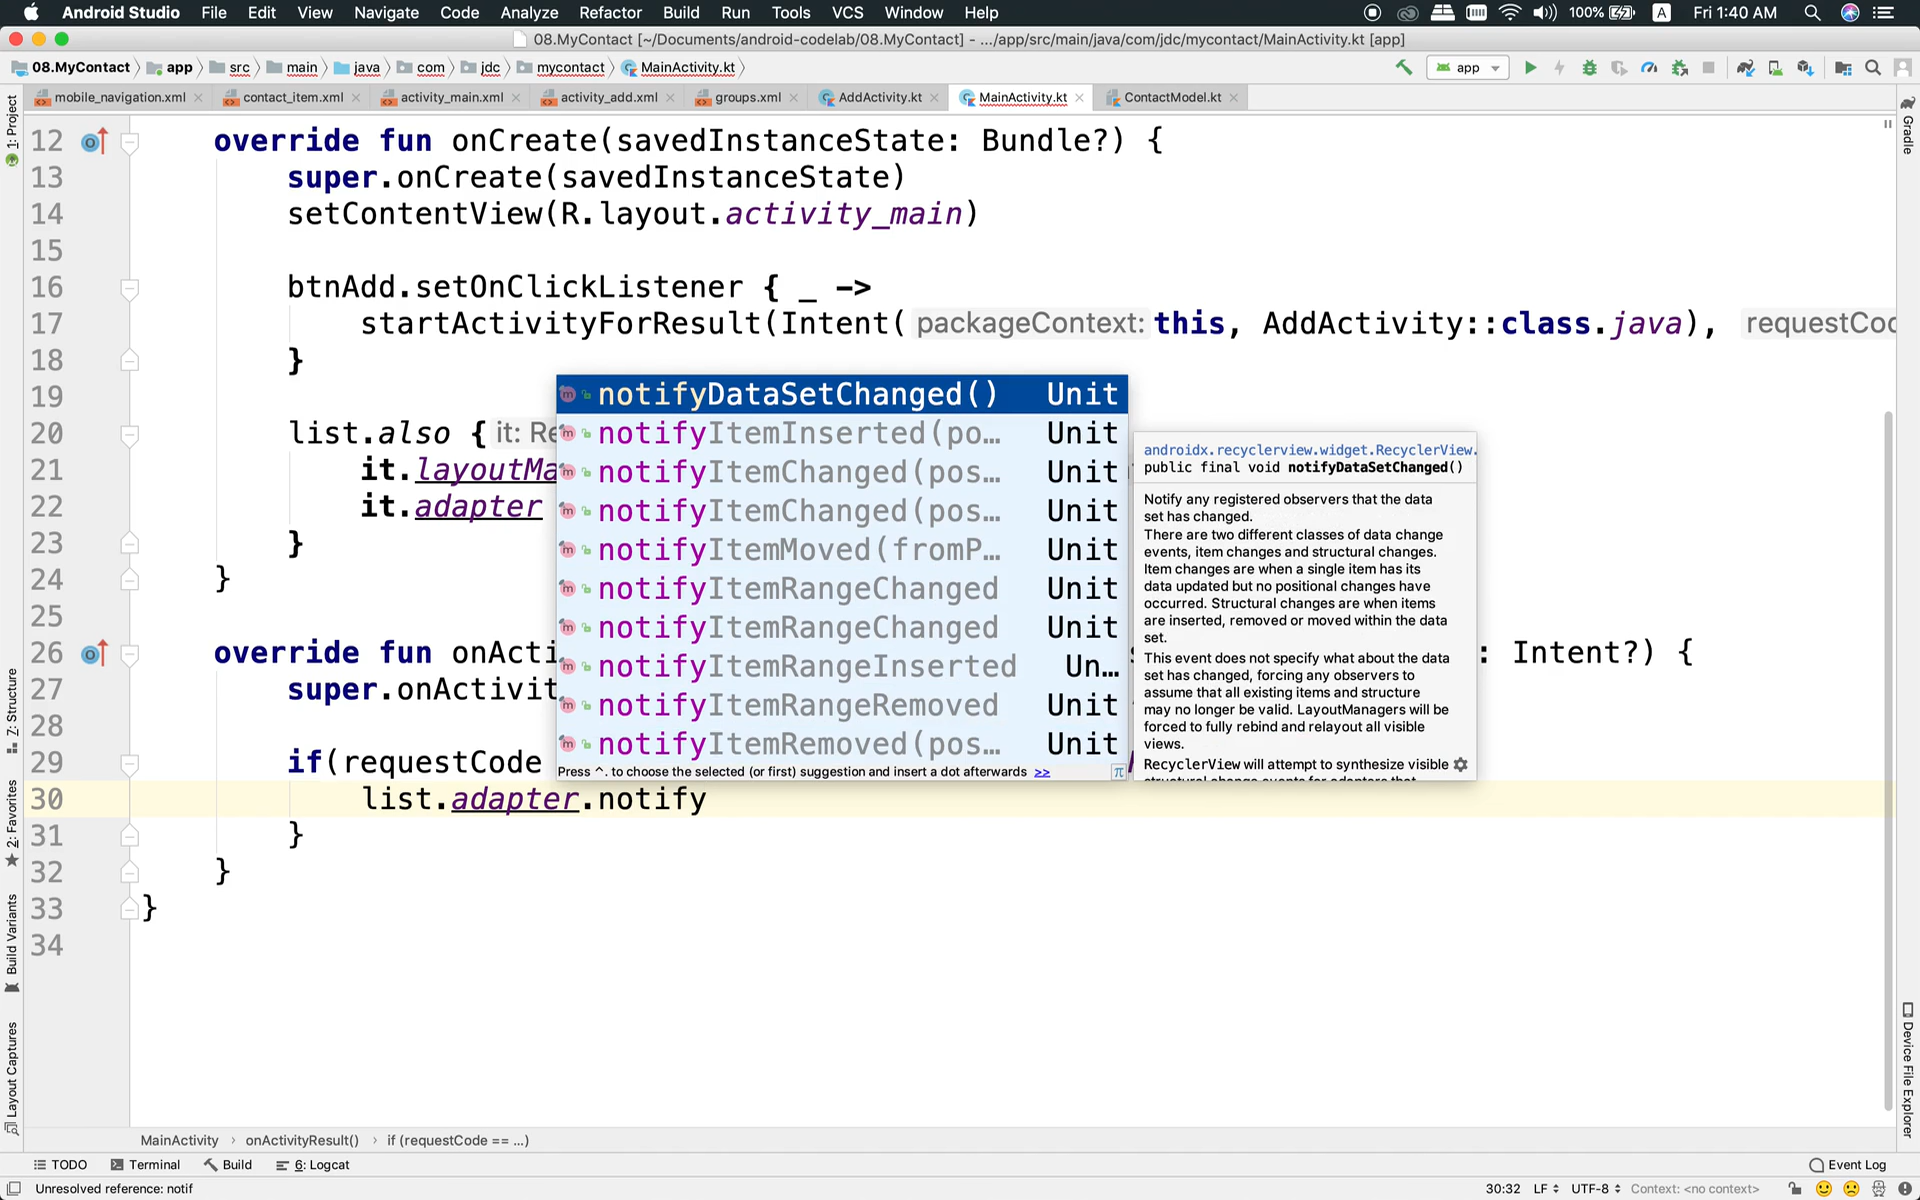 Android Studio File Edit View Navigate Code Analyze Refactor Build Run Tools VCS Window Help 100% A Fri 1:40 AM
08.MyContact [~/Documents/android-codelab/08.MyContact] - .../app/src/main/java/com/jdc/mycontact/MainActivity.kt [app]
08.MyContact app src main java com jdc mycontact MainActivity.kt app
mobile_navigation.xml contact_item.xml activity_main.xml activity_add.xml groups.xml AddActivity.kt MainActivity.kt ContactModel.kt
1: Project
Gradle
12 override fun onCreate(savedInstanceState: Bundle?) {
13 super.onCreate(savedInstanceState)
14 setContentView(R.layout.activity_main)
15
16 btnAdd.setOnClickListener { _ ->
17 startActivityForResult(Intent( packageContext: this, AddActivity::class.java), requestCod
18 }
19
20 list.also { it: Re
21 it.layoutMa
22 it.adapter
23 }
24 }
25
26 override fun onActi : Intent?) {
27 super.onActivit
28
29 if(requestCode
30 list.adapter.notify
31 }
32 }
33 }
34
notifyDataSetChanged() Unit
notifyItemInserted(po... Unit
notifyItemChanged(pos... Unit
notifyItemChanged(pos... Unit
notifyItemMoved(fromP... Unit
notifyItemRangeChanged Unit
notifyItemRangeChanged Unit
notifyItemRangeInserted Un...
notifyItemRangeRemoved Unit
notifyItemRemoved(pos... Unit
Press ^. to choose the selected (or first) suggestion and insert a dot afterwards >> π
androidx.recyclerview.widget.RecyclerView.
public final void notifyDataSetChanged()
Notify any registered observers that the data
set has changed.
There are two different classes of data change
events, item changes and structural changes.
Item changes are when a single item has its
data updated but no positional changes have
occurred. Structural changes are when items
are inserted, removed or moved within the data
set.
This event does not specify what about the data
set has changed, forcing any observers to
assume that all existing items and structure
may no longer be valid. LayoutManagers will be
forced to fully rebind and relayout all visible
views.
RecyclerView will attempt to synthesize visible
structural change events for adapters that
Z: Structure
2: Favorites
Build Variants
Layout Captures
Device File Explorer
MainActivity › onActivityResult() › if (requestCode == ...)
TODO Terminal Build 6: Logcat Event Log
Unresolved reference: notif 30:32 LF UTF-8 Context: <no context>